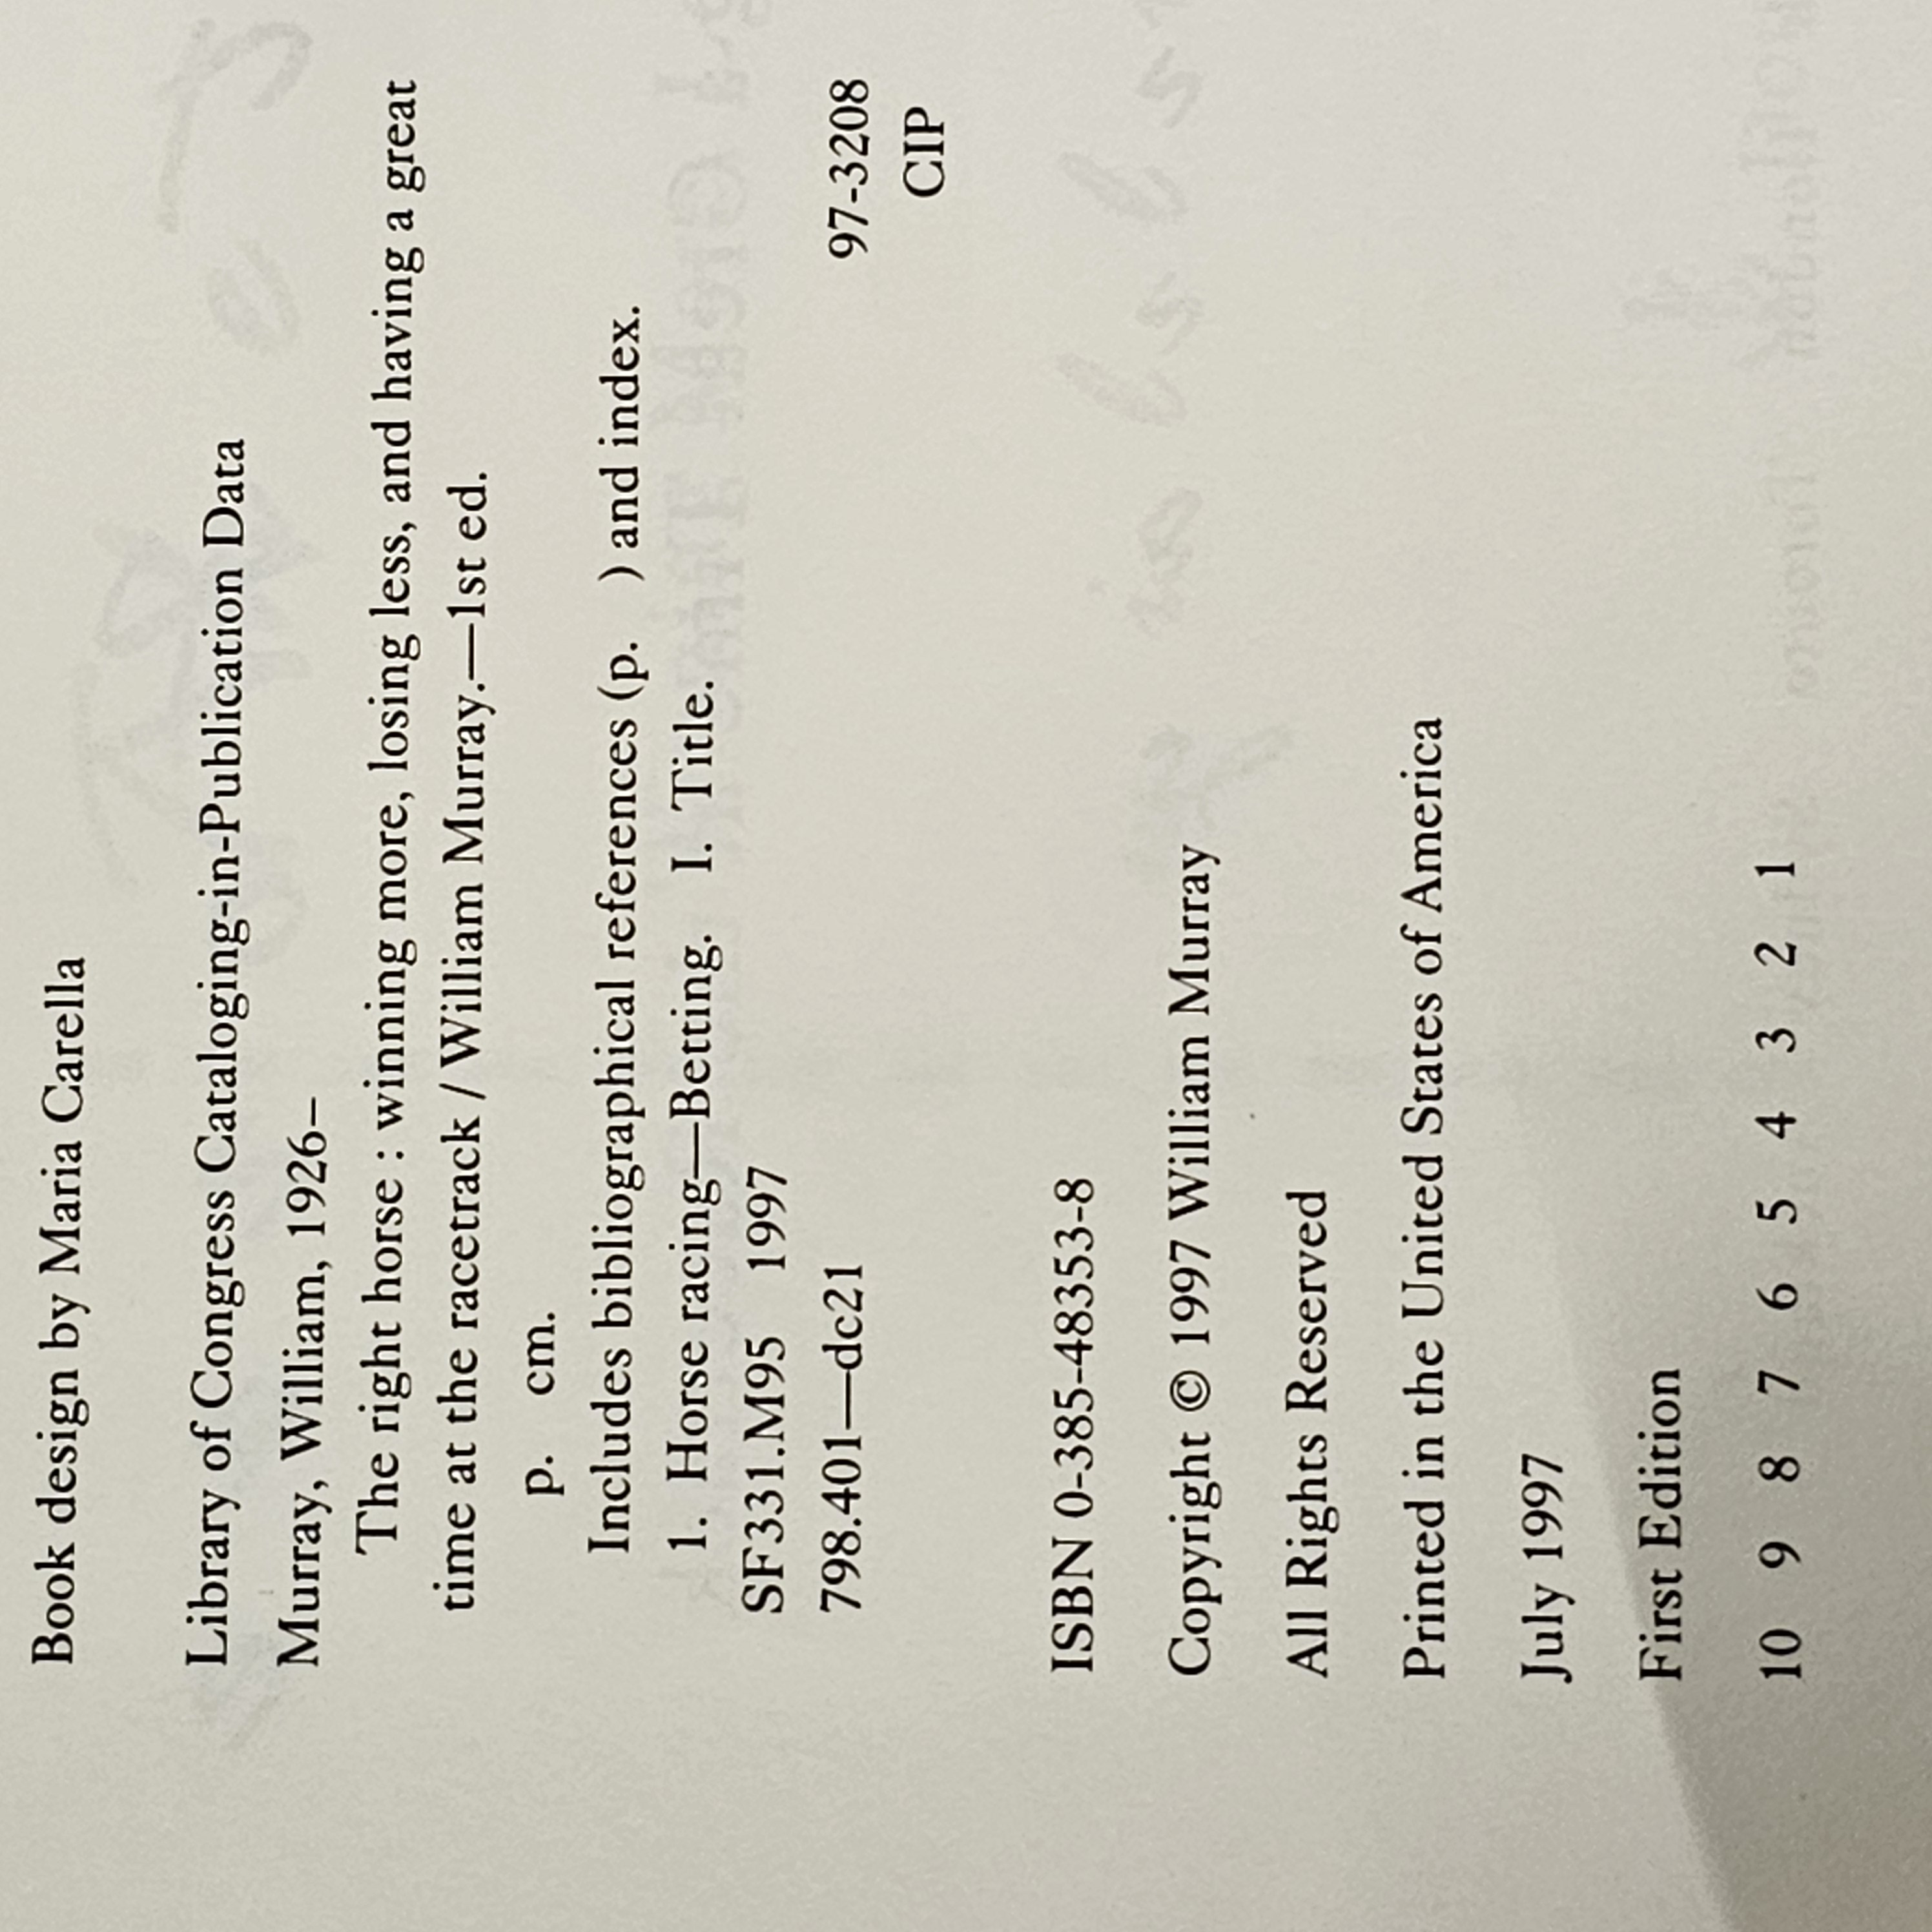 Book design by Maria Carella
Library of Congress Cataloging-in-Publication Data
Murray, William, 1926–
The right horse : winning more, losing less, and having a great
time at the racetrack / William Murray.—1st ed.
p. cm.
Includes bibliographical references (p. ) and index.
1. Horse racing—Betting. I. Title.
SF331.M95 1997
798.401—dc21 97-3208
CIP
ISBN 0-385-48353-8
Copyright © 1997 William Murray
All Rights Reserved
Printed in the United States of America
July 1997
First Edition
10 9 8 7 6 5 4 3 2 1